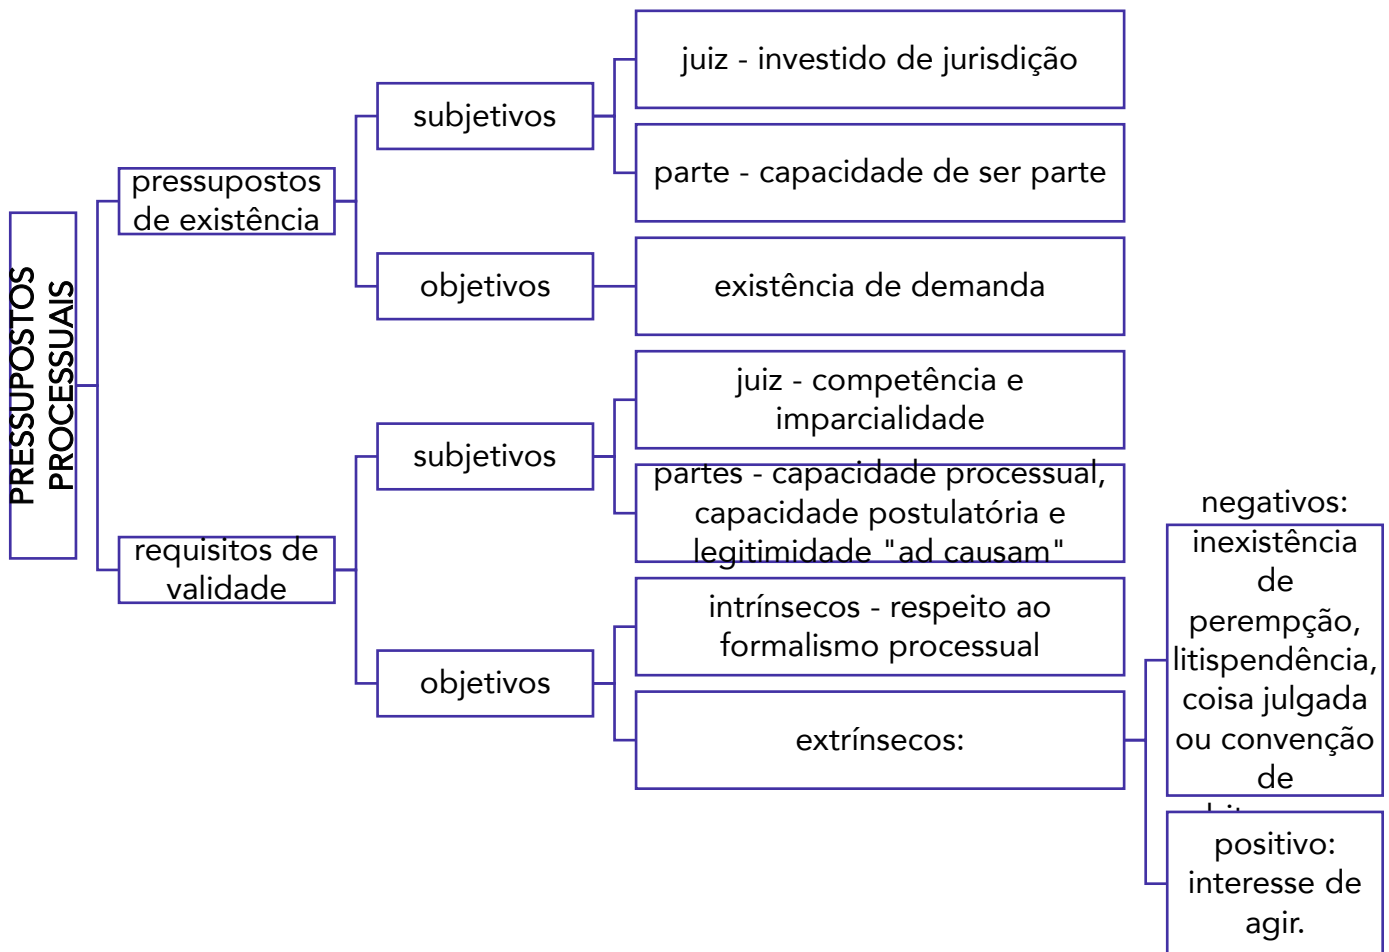 PRESSUPOSTOS
PROCESSUAIS
pressupostos
de existência
subjetivos
juiz - investido de jurisdição
parte - capacidade de ser parte
objetivos
existência de demanda
requisitos de
validade
subjetivos
juiz - competência e
imparcialidade
partes - capacidade processual,
capacidade postulatória e
legitimidade "ad causam"
objetivos
intrínsecos - respeito ao
formalismo processual
extrínsecos:
negativos:
inexistência
de
perempção,
litispendência,
coisa julgada
ou convenção
de
positivo:
interesse de
agir.